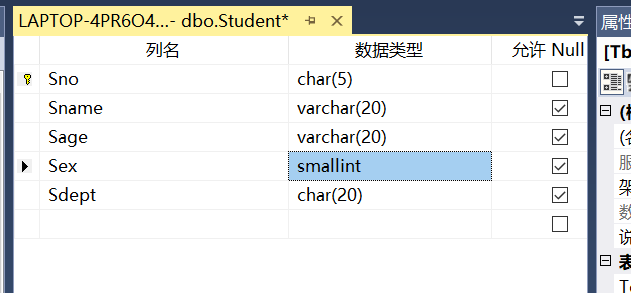 LAPTOP-4PR6O4...- dbo.Student*
属性
列名 数据类型 允许 Null
[Tb
Sno char(5)
Sname varchar(20)
Sage varchar(20)
Sex smallint
Sdept char(20)
(名
服
架
数
说
表